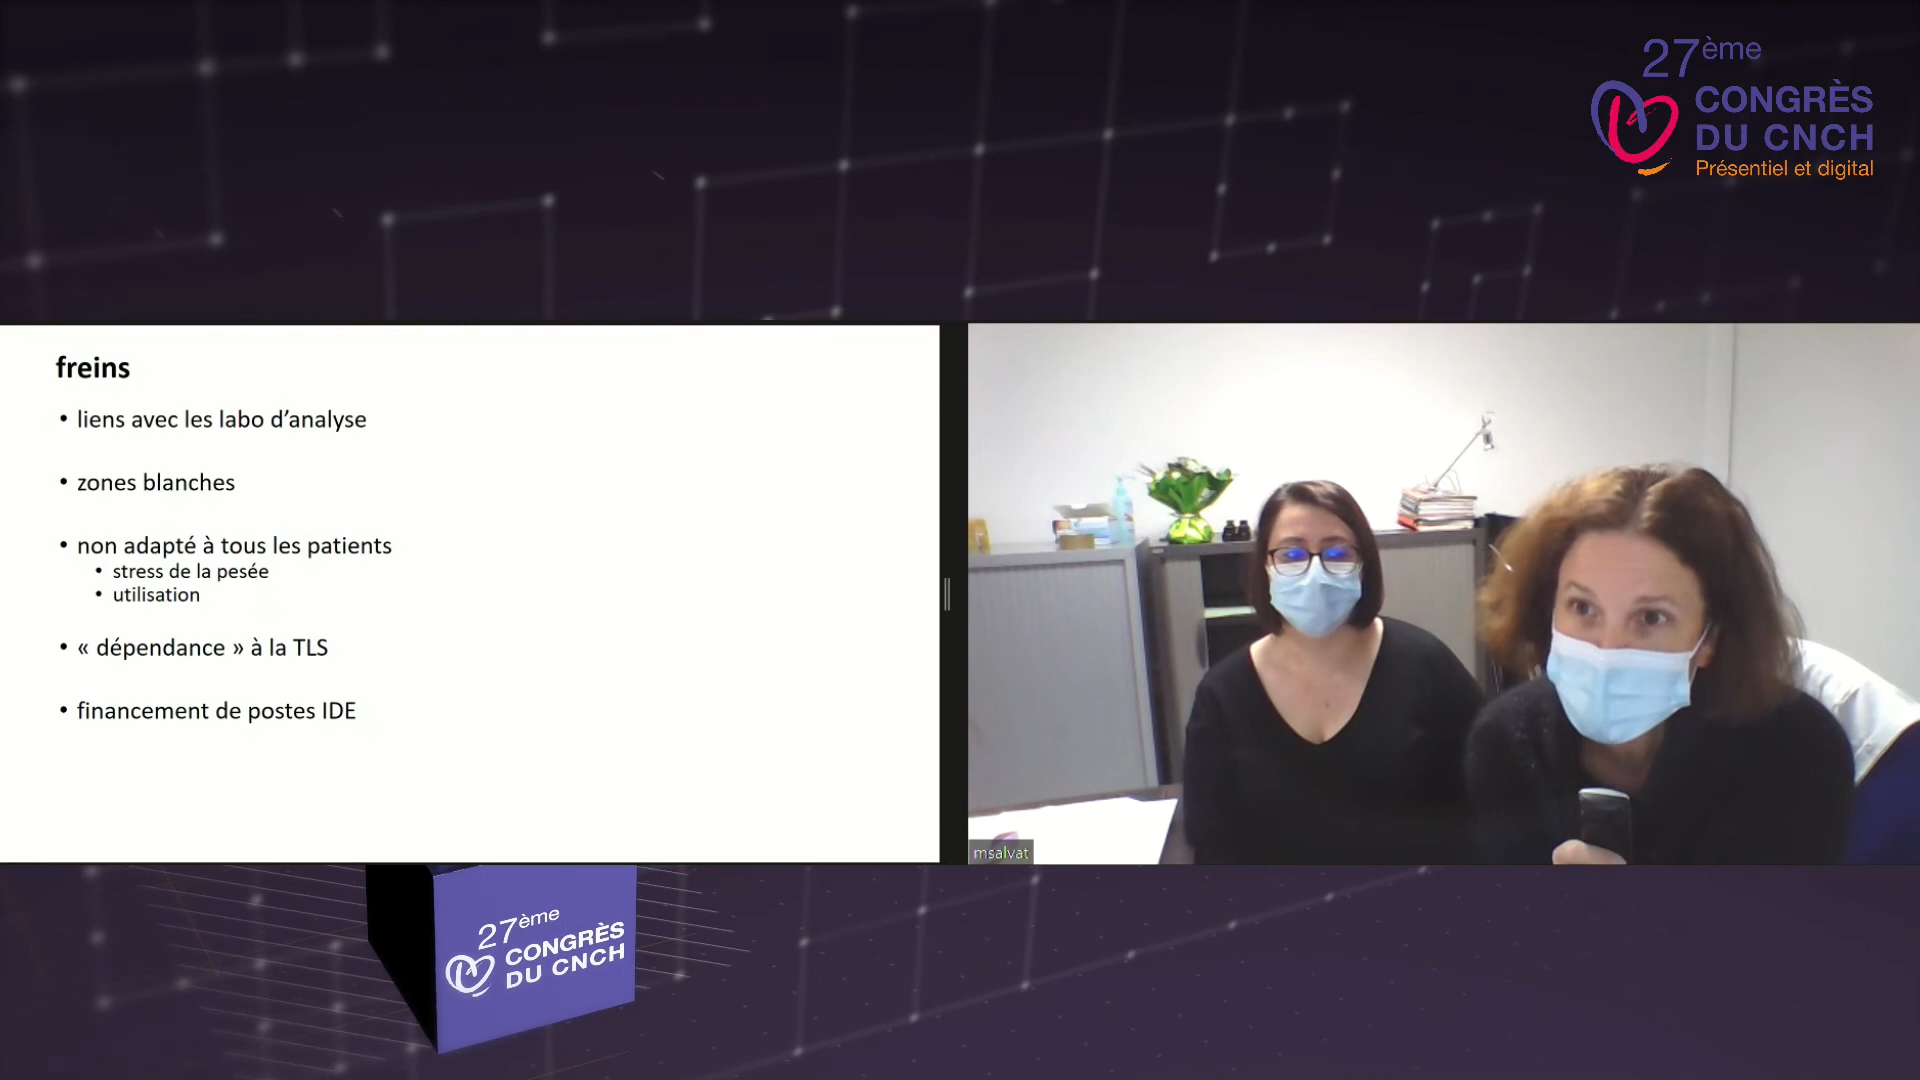 27ème
CONGRÈS
DU CNCH
Présentiel et digital
freins
• liens avec les labo d’analyse
• zones blanches
• non adapté à tous les patients
• stress de la pesée
• utilisation
• « dépendance » à la TLS
• financement de postes IDE
msalvat
27ème
CONGRÈS
DU CNCH